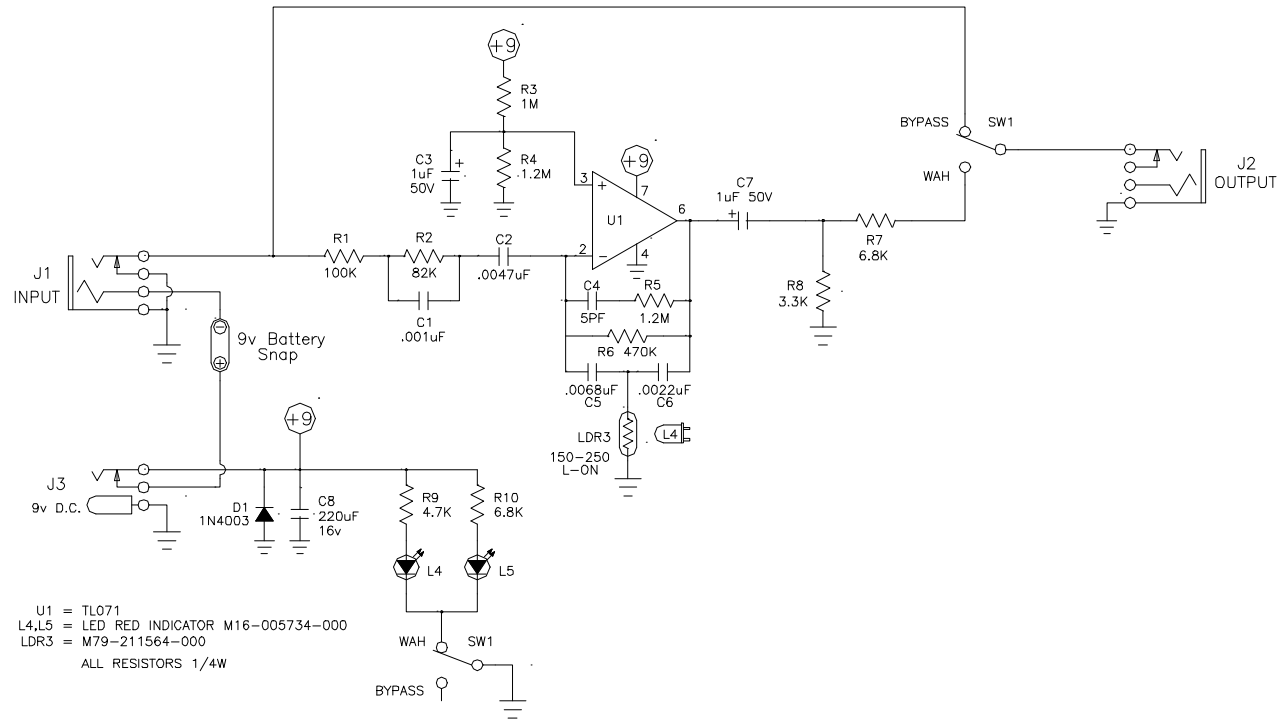 +9
R3
1M
BYPASS SW1
C3
1uF
50V
+
R4
1.2M
+9
7
3
+
U1
6
2
−
4
C7
1uF 50V
+
WAH
J2
OUTPUT
J1
INPUT
R1
100K
R2
82K
C2
.0047uF
R7
6.8K
C1
.001uF
C4
5PF
R5
1.2M
R8
3.3K
R6 470K
.0068uF
C5
.0022uF
C6
9v Battery
Snap
−
+
LDR3
150−250
L−ON
L4
+9
J3
9v D.C.
D1
1N4003
C8
220uF
16v
R9
4.7K
R10
6.8K
L4
L5
U1 = TL071
L4,L5 = LED RED INDICATOR M16−005734−000
LDR3 = M79−211564−000
ALL RESISTORS 1/4W
WAH SW1
BYPASS